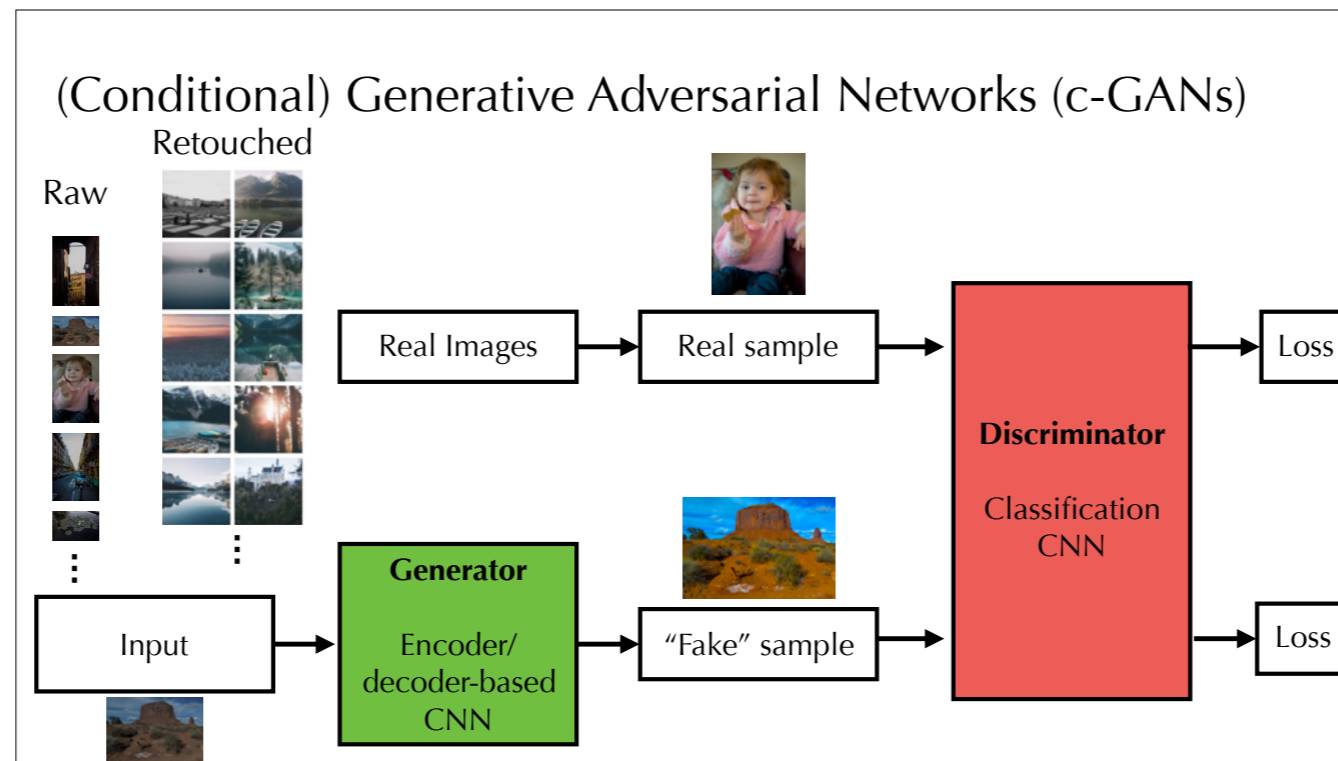 (Conditional) Generative Adversarial Networks (c-GANs)
Retouched
Raw
Real Images
Real sample
Loss
Discriminator
Classification
CNN
Generator
Encoder/
decoder-based
CNN
Input
“Fake” sample
Loss